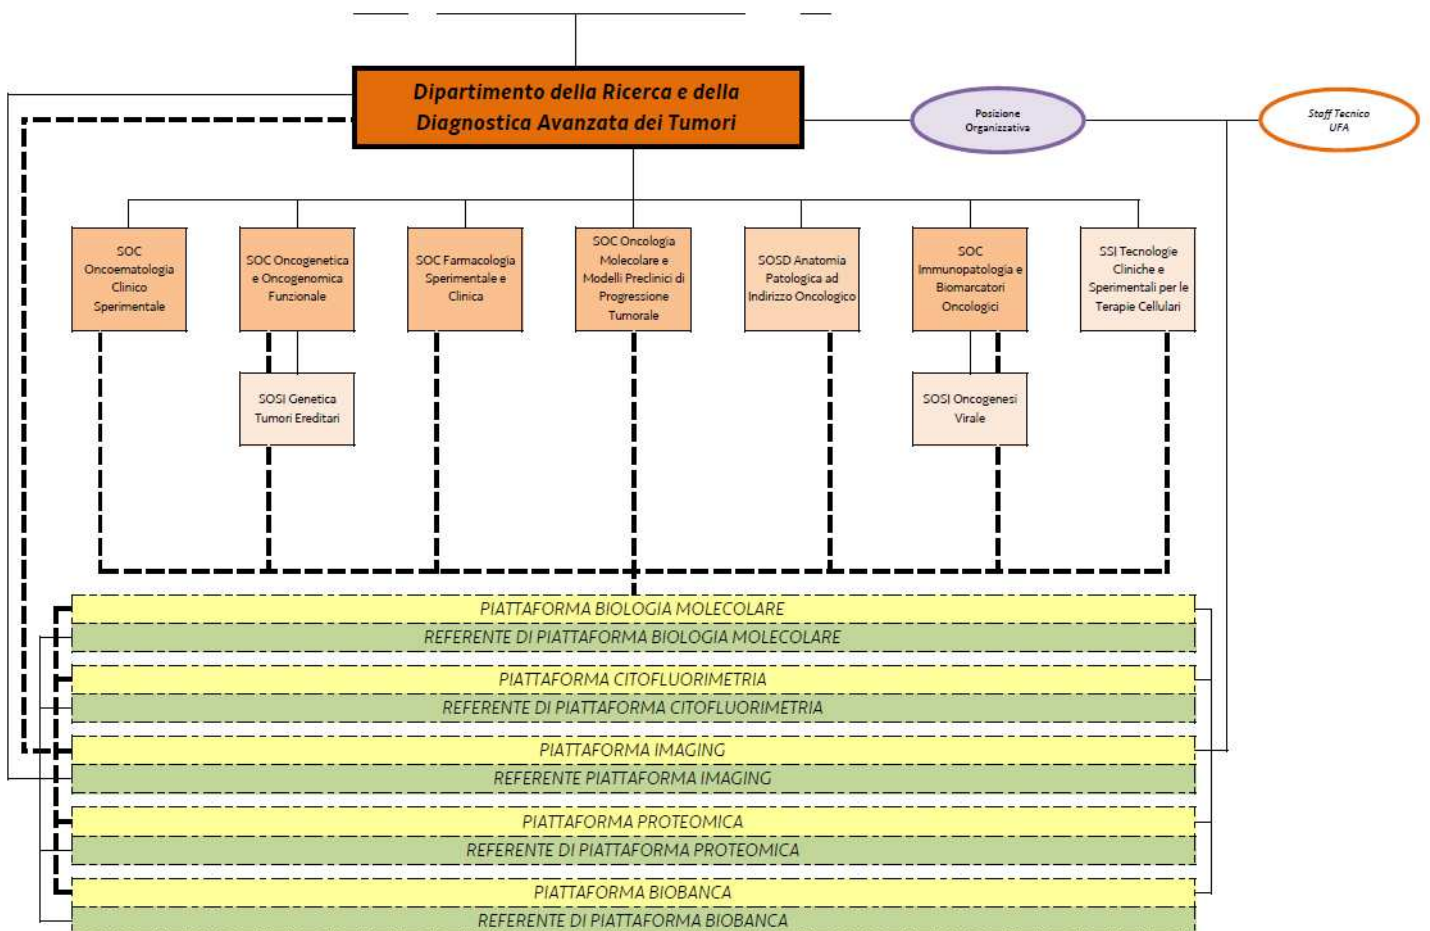 Dipartimento della Ricerca e della
Diagnostica Avanzata dei Tumori
Posizione
Organizzativa
Staff Tecnico
UFA
SOC
Oncoematologia
Clinico
Sperimentale
SOC Oncogenetica
e Oncogenomica
Funzionale
SOC Farmacologia
Sperimentale e
Clinica
SOC Oncologia
Molecolare e
Modelli Preclinici di
Progressione
Tumorale
SOSD Anatomia
Patologica ad
Indirizzo Oncologico
SOC
Immunopatologia e
Biomarcatori
Oncologici
SSI Tecnologie
Cliniche e
Sperimentali per le
Terapie Cellulari
SOSI Genetica
Tumori Ereditari
SOSI Oncogenesi
Virale
PIATTAFORMA BIOLOGIA MOLECOLARE
REFERENTE DI PIATTAFORMA BIOLOGIA MOLECOLARE
PIATTAFORMA CITOFLUORIMETRIA
REFERENTE DI PIATTAFORMA CITOFLUORIMETRIA
PIATTAFORMA IMAGING
REFERENTE PIATTAFORMA IMAGING
PIATTAFORMA PROTEOMICA
REFERENTE DI PIATTAFORMA PROTEOMICA
PIATTAFORMA BIOBANCA
REFERENTE DI PIATTAFORMA BIOBANCA